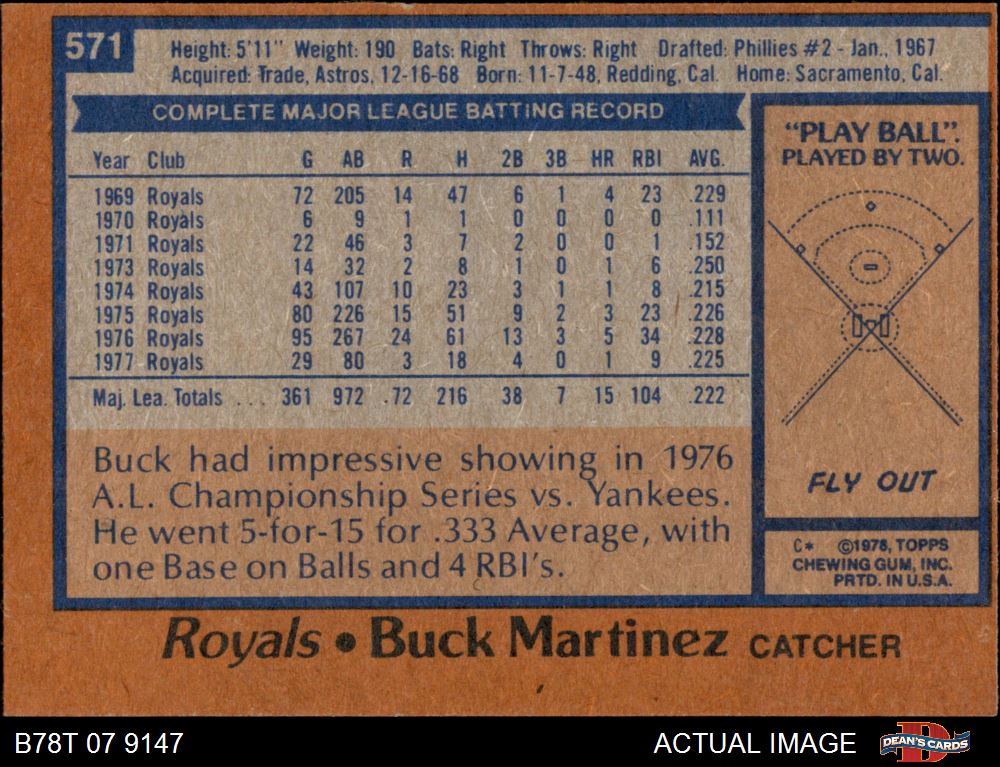 571
Height: 5'11" Weight: 190 Bats: Right Throws: Right Drafted: Phillies #2 - Jan., 1967
Acquired: Trade, Astros, 12-16-68 Born: 11-7-48, Redding, Cal. Home: Sacramento, Cal.
COMPLETE MAJOR LEAGUE BATTING RECORD
Year Club G AB R H 2B 3B HR RBI AVG.
1969 Royals 72 205 14 47 6 1 4 23 .229
1970 Royals 6 9 1 1 0 0 0 0 .111
1971 Royals 22 46 3 7 2 0 0 1 .152
1973 Royals 14 32 2 8 1 0 1 6 .250
1974 Royals 43 107 10 23 3 1 1 8 .215
1975 Royals 80 226 15 51 9 2 3 23 .226
1976 Royals 95 267 24 61 13 3 5 34 .228
1977 Royals 29 80 3 18 4 0 1 9 .225
Maj. Lea. Totals ... 361 972 72 216 38 7 15 104 .222
Buck had impressive showing in 1976
A.L. Championship Series vs. Yankees.
He went 5-for-15 for .333 Average, with
one Base on Balls and 4 RBI's.
"PLAY BALL".
PLAYED BY TWO.
FLY OUT
C* ©1978, TOPPS
CHEWING GUM, INC.
PRTD. IN U.S.A.
Royals • Buck Martinez CATCHER
B78T 07 9147
ACTUAL IMAGE
DEAN'S CARDS